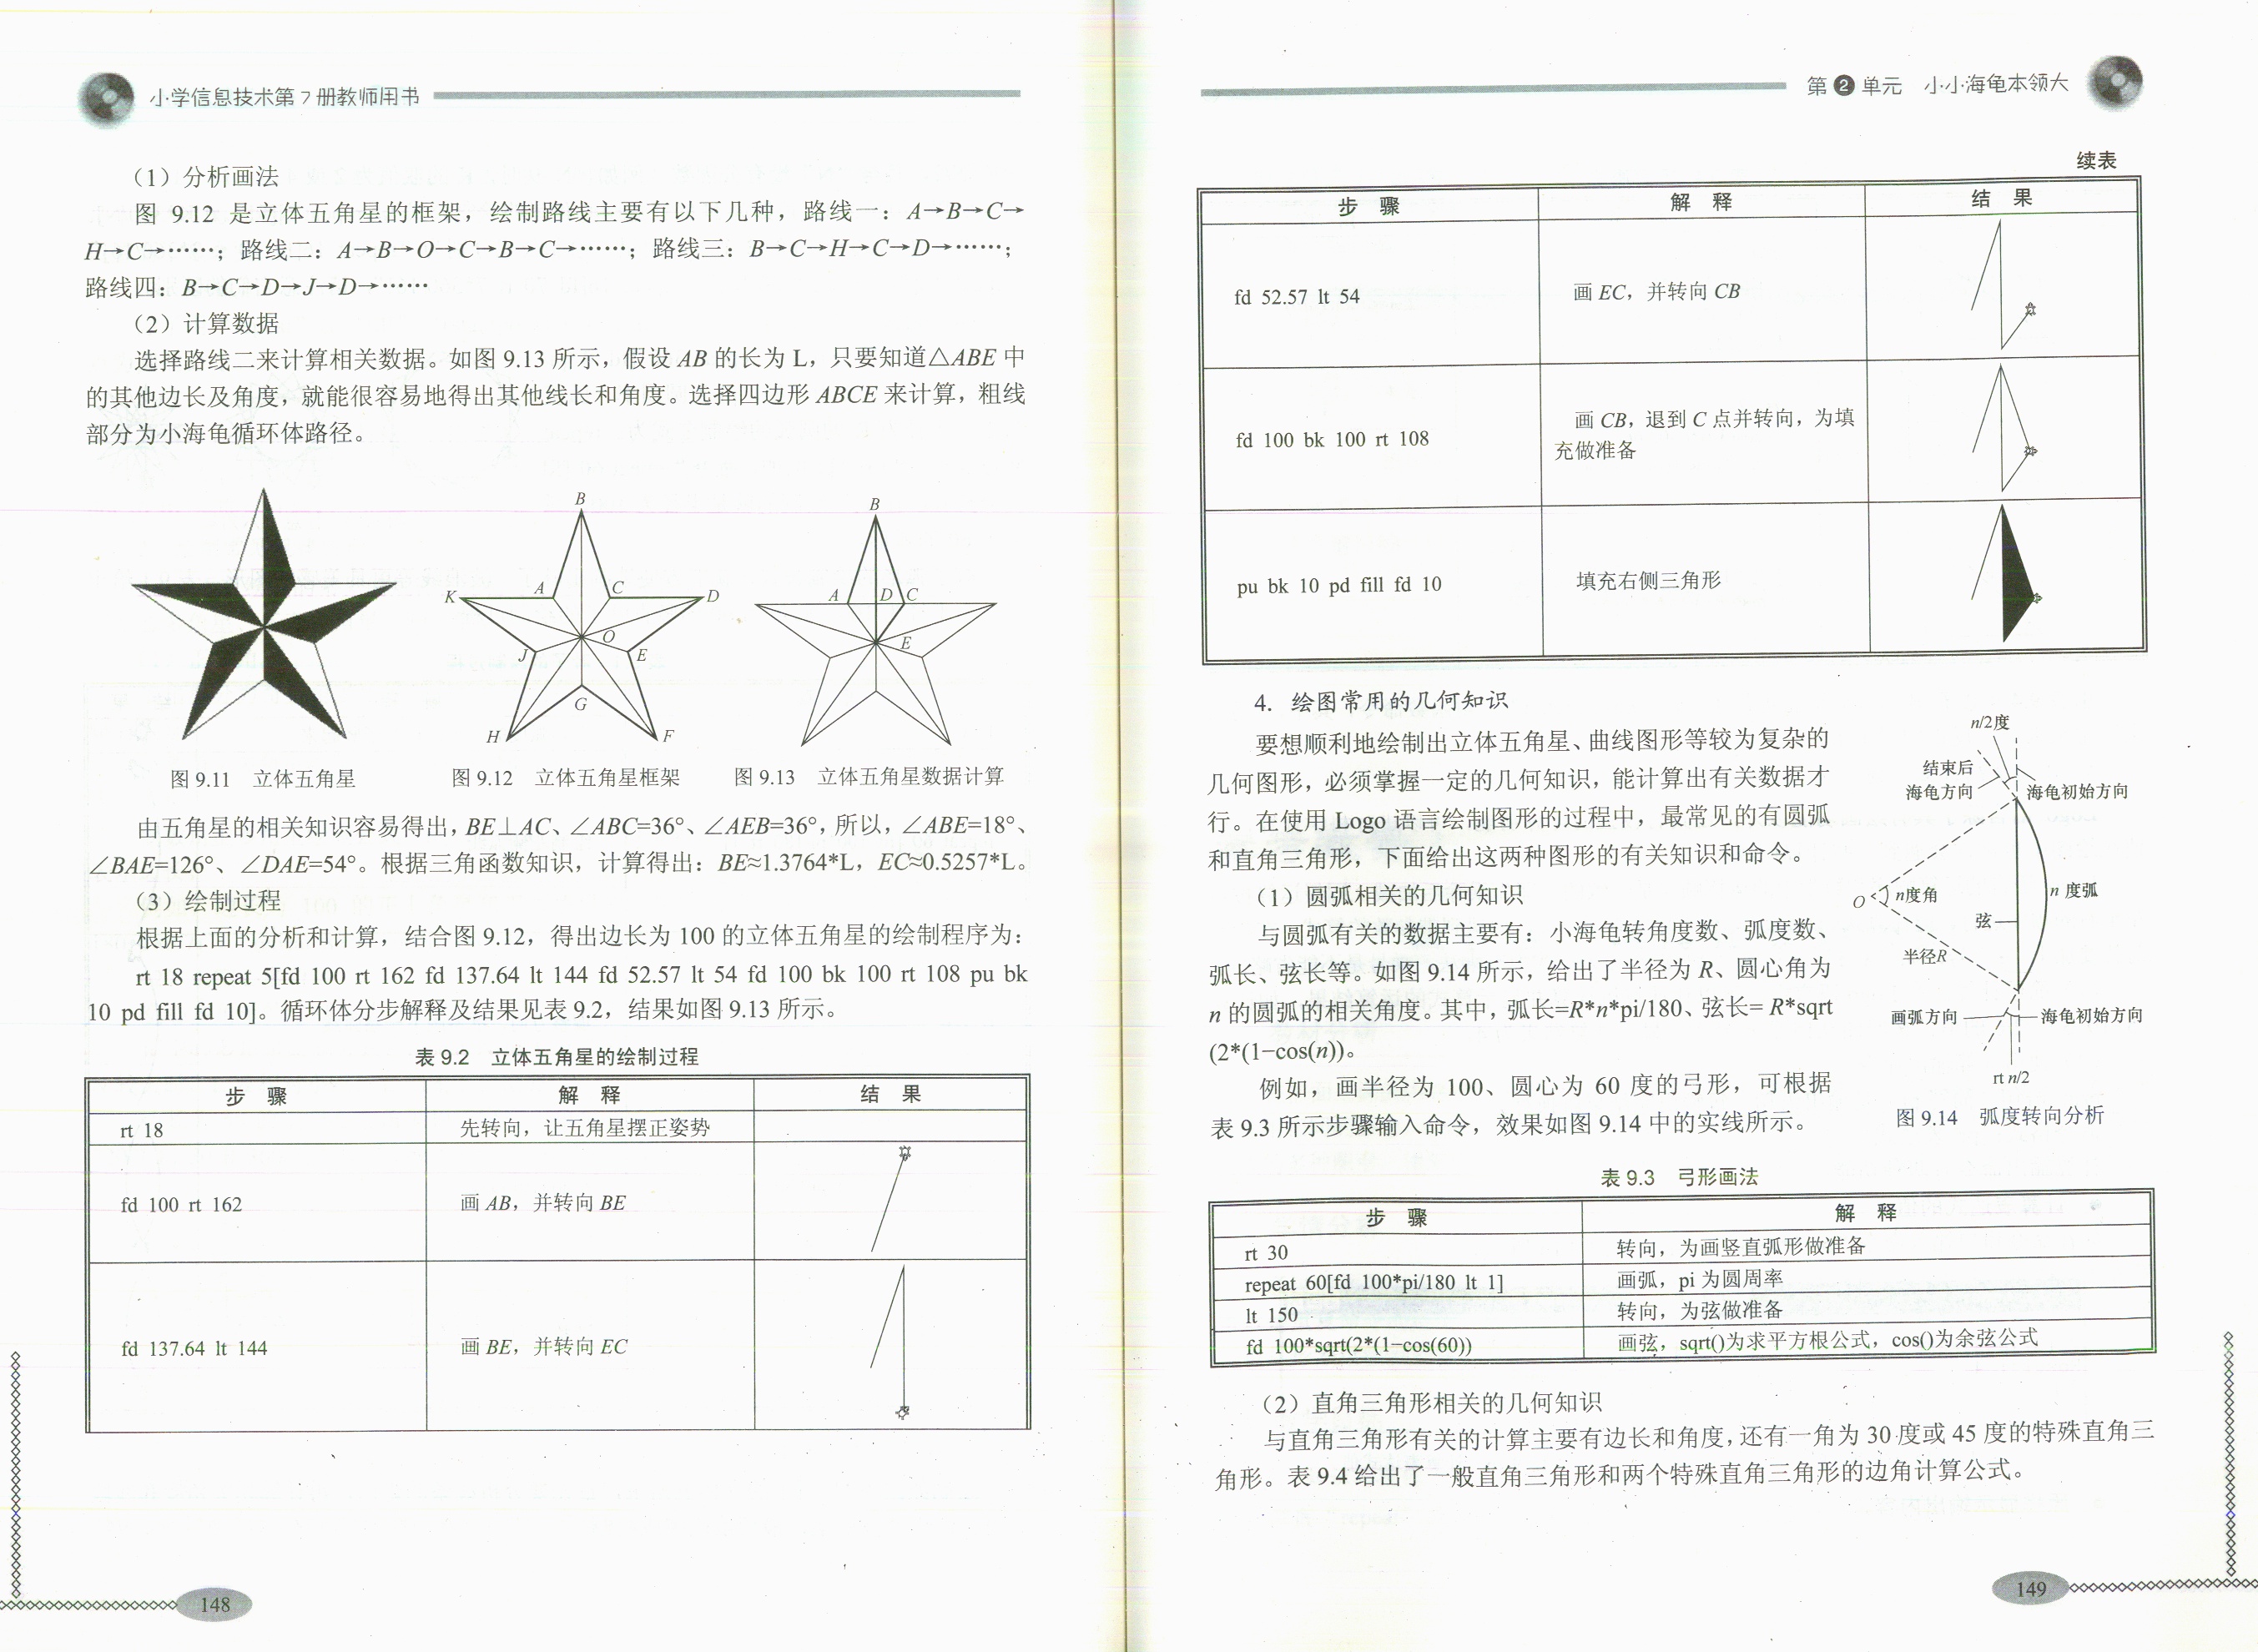 小学信息技术第7册教师用书
（1）分析画法
图 9.12 是立体五角星的框架，绘制路线主要有以下几种，路线一：A→B→C→
H→C→……；路线二：A→B→O→C→B→C→……；路线三：B→C→H→C→D→……；
路线四：B→C→D→J→D→……
（2）计算数据
选择路线二来计算相关数据。如图 9.13 所示，假设 AB 的长为 L，只要知道△ABE 中
的其他边长及角度，就能很容易地得出其他线长和角度。选择四边形 ABCE 来计算，粗线
部分为小海龟循环体路径。
B
A
C
K
D
O
J
E
G
H
F
B
A
D
C
E
图 9.11 立体五角星
图 9.12 立体五角星框架
图 9.13 立体五角星数据计算
由五角星的相关知识容易得出，BE⊥AC、∠ABC=36°、∠AEB=36°，所以，∠ABE=18°、
∠BAE=126°、∠DAE=54°。根据三角函数知识，计算得出：BE≈1.3764*L，EC≈0.5257*L。
（3）绘制过程
根据上面的分析和计算，结合图 9.12，得出边长为 100 的立体五角星的绘制程序为：
rt 18 repeat 5[fd 100 rt 162 fd 137.64 lt 144 fd 52.57 lt 54 fd 100 bk 100 rt 108 pu bk
10 pd fill fd 10]。循环体分步解释及结果见表 9.2，结果如图 9.13 所示。
表 9.2 立体五角星的绘制过程
步 骤 解 释 结 果
rt 18 先转向，让五角星摆正姿势
fd 100 rt 162 画 AB，并转向 BE
fd 137.64 lt 144 画 BE，并转向 EC
148
第2单元 小小海龟本领大
续表
步 骤 解 释 结 果
fd 52.57 lt 54 画 EC，并转向 CB
fd 100 bk 100 rt 108 画 CB，退到 C 点并转向，为填
充做准备
pu bk 10 pd fill fd 10 填充右侧三角形
4. 绘图常用的几何知识
要想顺利地绘制出立体五角星、曲线图形等较为复杂的
几何图形，必须掌握一定的几何知识，能计算出有关数据才
行。在使用 Logo 语言绘制图形的过程中，最常见的有圆弧
和直角三角形，下面给出这两种图形的有关知识和命令。
（1）圆弧相关的几何知识
与圆弧有关的数据主要有：小海龟转角度数、弧度数、
弧长、弦长等。如图 9.14 所示，给出了半径为 R、圆心角为
n 的圆弧的相关角度。其中，弧长=R*n*pi/180、弦长= R*sqrt
(2*(1−cos(n))。
例如，画半径为 100、圆心为 60 度的弓形，可根据
表 9.3 所示步骤输入命令，效果如图 9.14 中的实线所示。
n/2度
结束后
海龟方向
海龟初始方向
O
n度角
n 度弧
弦
半径R
画弧方向
海龟初始方向
rt n/2
图 9.14 弧度转向分析
表 9.3 弓形画法
步 骤 解 释
rt 30 转向，为画竖直弧形做准备
repeat 60[fd 100*pi/180 lt 1] 画弧，pi 为圆周率
lt 150 转向，为弦做准备
fd 100*sqrt(2*(1−cos(60)) 画弦，sqrt()为求平方根公式，cos()为余弦公式
（2）直角三角形相关的几何知识
与直角三角形有关的计算主要有边长和角度，还有一角为 30 度或 45 度的特殊直角三
角形。表 9.4 给出了一般直角三角形和两个特殊直角三角形的边角计算公式。
149